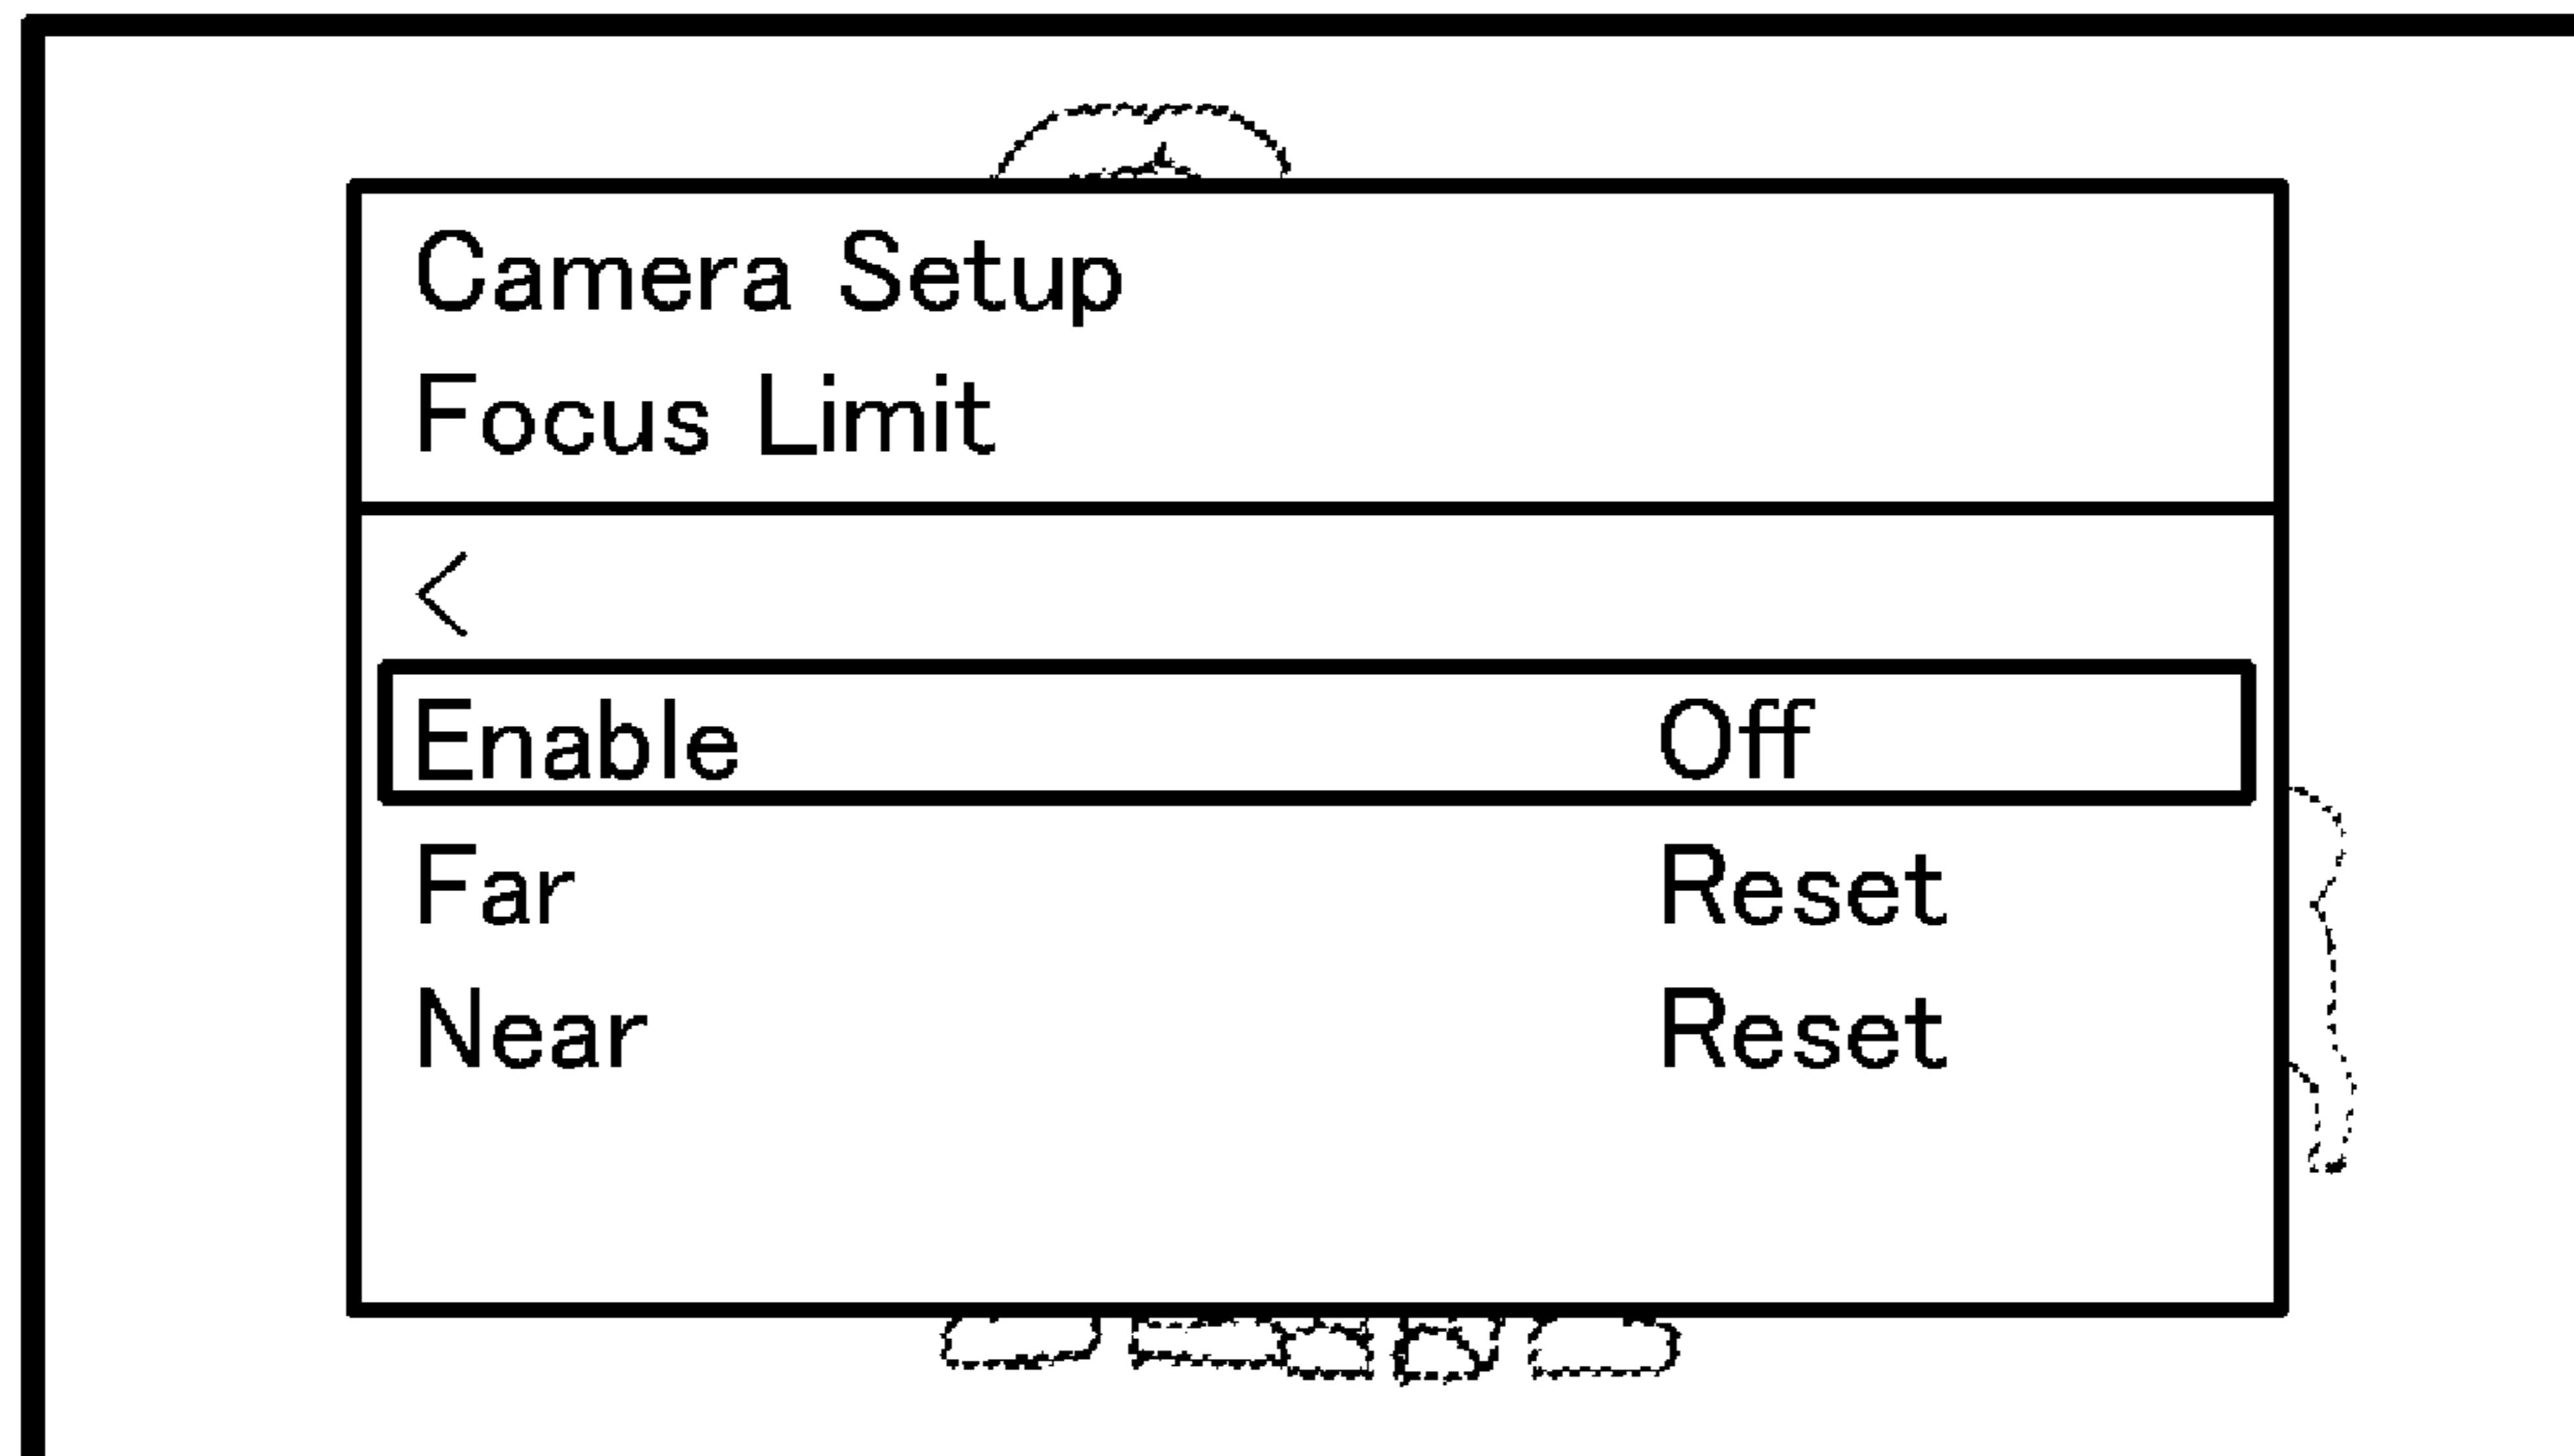 Camera Setup
Focus Limit
<
Enable Off
Far Reset
Near Reset